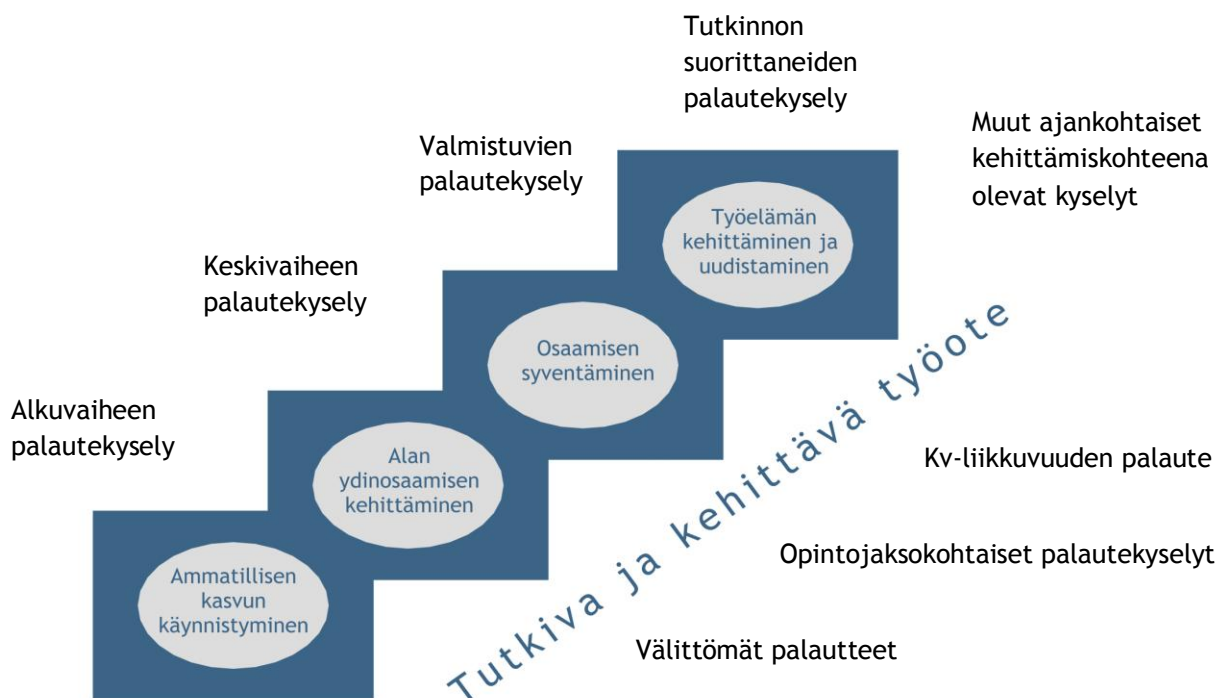 Tutkinnon
suorittaneiden
palautekysely
Muut ajankohtaiset
kehittämiskohteena
olevat kyselyt
Valmistuvien
palautekysely
Työelämän
kehittäminen ja
uudistaminen
Keskivaiheen
palautekysely
Osaamisen
syventäminen
Alkuvaiheen
palautekysely
Alan
ydinosaamisen
kehittäminen
Ammatillisen
kasvun
käynnistyminen
Tutkiva ja kehittävä työote
Kv-liikkuvuuden palaute
Opintojaksokohtaiset palautekyselyt
Välittömät palautteet